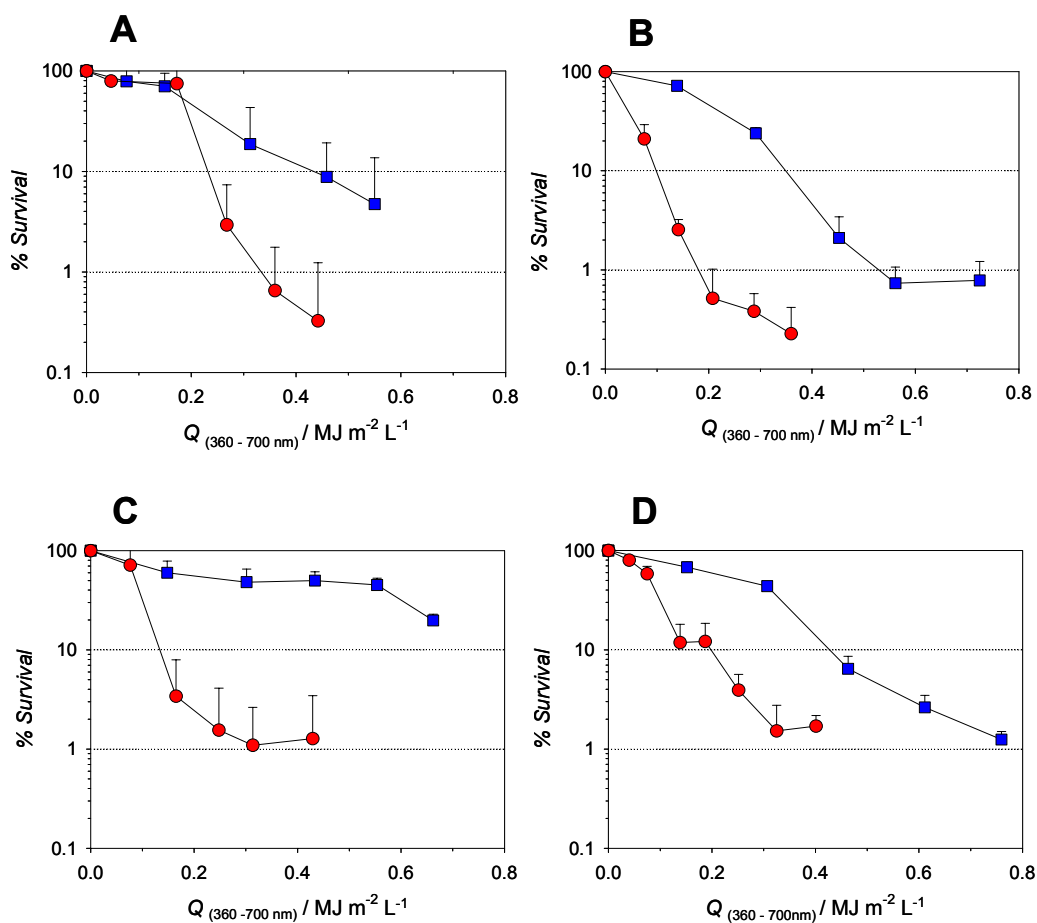 A
100
10
1
0.1
% Survival
0.0 0.2 0.4 0.6 0.8
Q (360 - 700 nm) / MJ m-2 L-1
B
100
10
1
0.1
% Survival
0.0 0.2 0.4 0.6 0.8
Q (360 - 700 nm) / MJ m-2 L-1
C
100
10
1
0.1
% Survival
0.0 0.2 0.4 0.6 0.8
Q (360 -700 nm) / MJ m-2 L-1
D
100
10
1
0.1
% Survival
0.0 0.2 0.4 0.6 0.8
Q (360 - 700nm) / MJ m-2 L-1